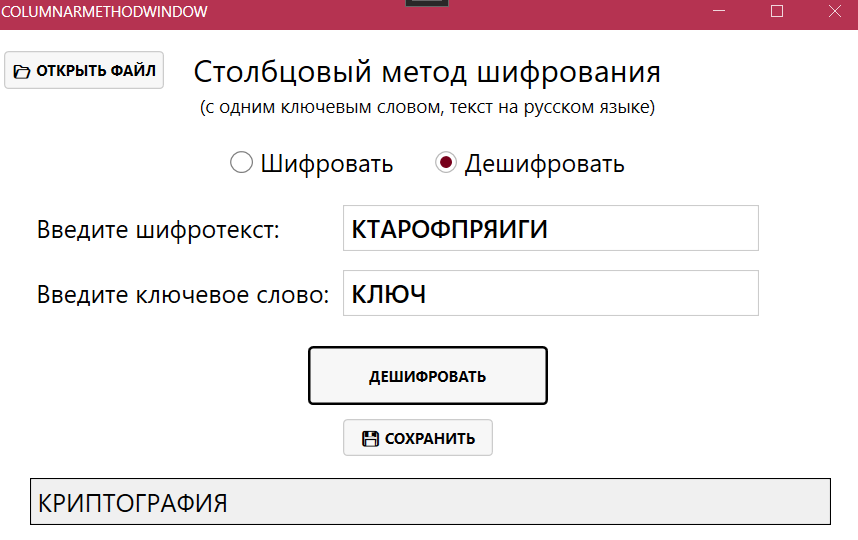 COLUMNARMETHODWINDOW
ОТКРЫТЬ ФАЙЛ
Столбцовый метод шифрования
(с одним ключевым словом, текст на русском языке)
Шифровать Дешифровать
Введите шифротекст: КТАРОФПРЯИГИ
Введите ключевое слово: КЛЮЧ
ДЕШИФРОВАТЬ
СОХРАНИТЬ
КРИПТОГРАФИЯ